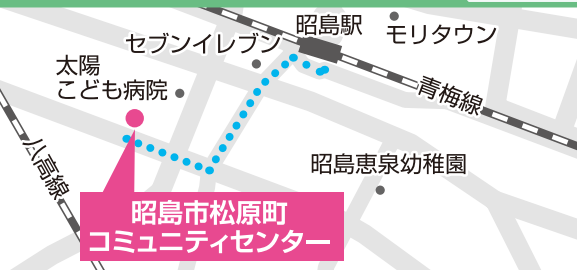 昭島駅
モリタウン
セブンイレブン
太陽
こども病院
青梅線
八高線
昭島恵泉幼稚園
昭島市松原町
コミュニティセンター